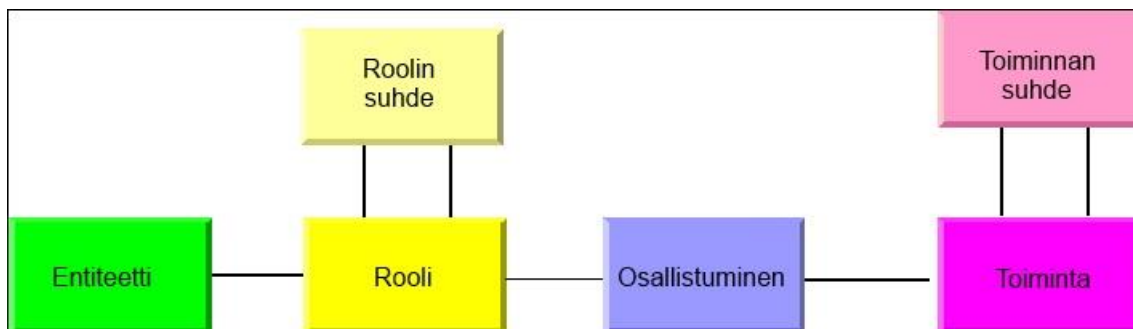 Roolin
suhde
Toiminnan
suhde
Entiteetti
Rooli
Osallistuminen
Toiminta